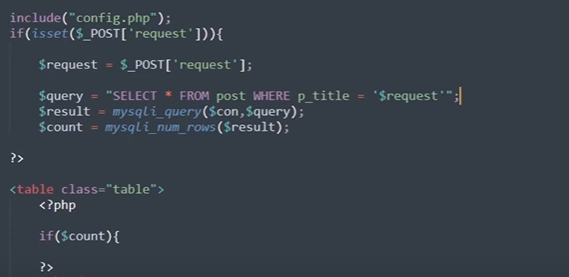 include("config.php");
if(isset($_POST['request'])){
$request = $_POST['request'];
$query = "SELECT * FROM post WHERE p_title = '$request'";
$result = mysqli_query($con,$query);
$count = mysqli_num_rows($result);
?>
<table class="table">
<?php
if($count){
?>